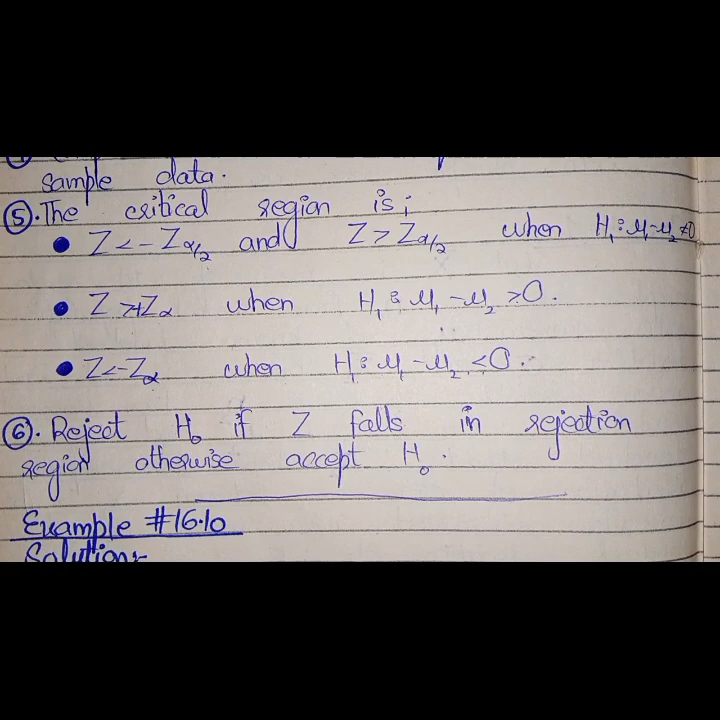 sample data.
⑤. The critical region is;
• Z < -Zα/2 and Z > Zα/2 when H₁: μ₁-μ₂ ≠ 0
• Z > +Zα when H₁: μ₁ - μ₂ > 0.
• Z < -Zα when H₁: μ₁ - μ₂ < 0.
⑥. Reject H₀ if Z falls in rejection
region otherwise accept H₀.
Example #16.10
Solution:-